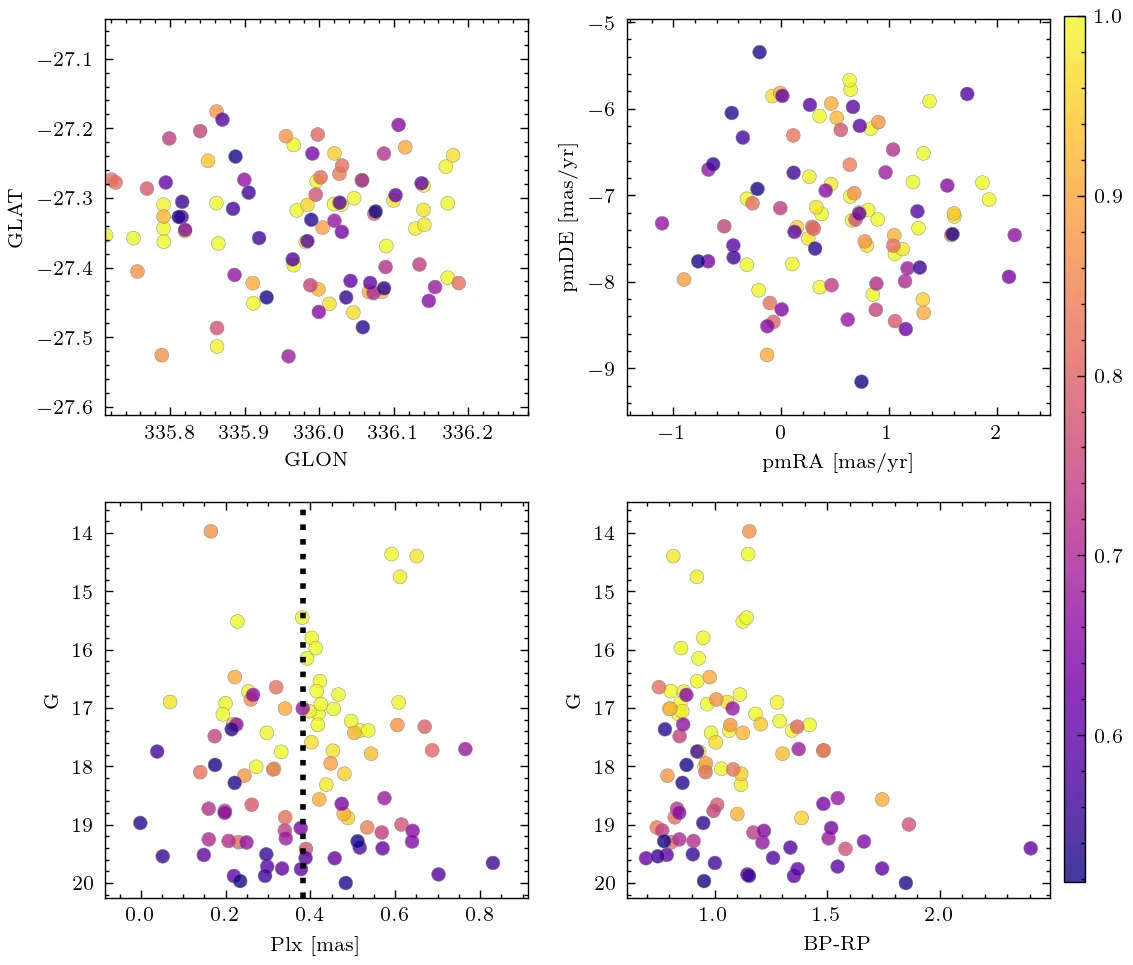 −27.1
−27.2
−27.3
−27.4
−27.5
−27.6
GLAT
335.8 335.9 336.0 336.1 336.2
GLON
−5
−6
−7
−8
−9
pmDE [mas/yr]
−1 0 1 2
pmRA [mas/yr]
1.0
0.9
0.8
0.7
0.6
14
15
16
17
18
19
20
G
0.0 0.2 0.4 0.6 0.8
Plx [mas]
14
15
16
17
18
19
20
G
1.0 1.5 2.0
BP-RP